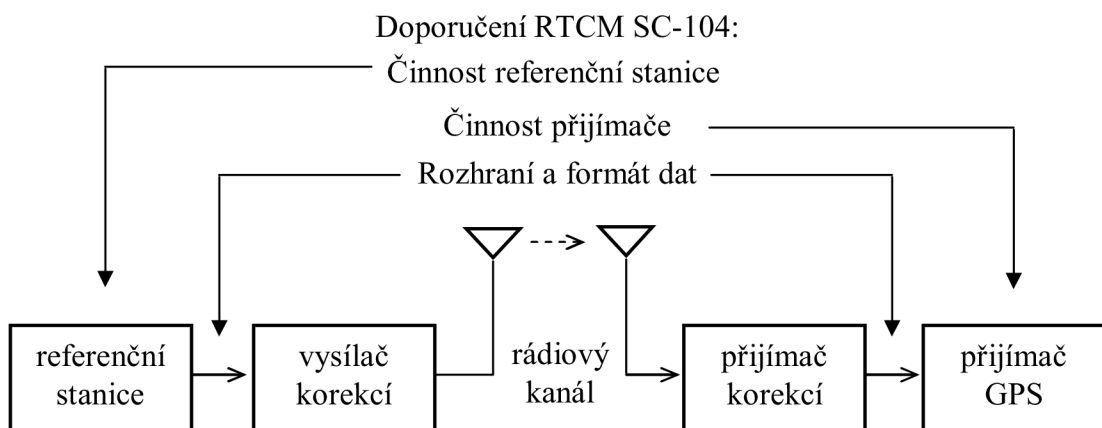 Doporučení RTCM SC-104:
Činnost referenční stanice
Činnost přijímače
Rozhraní a formát dat
referenční
stanice
vysílač
korekcí
rádiový
kanál
přijímač
korekcí
přijímač
GPS